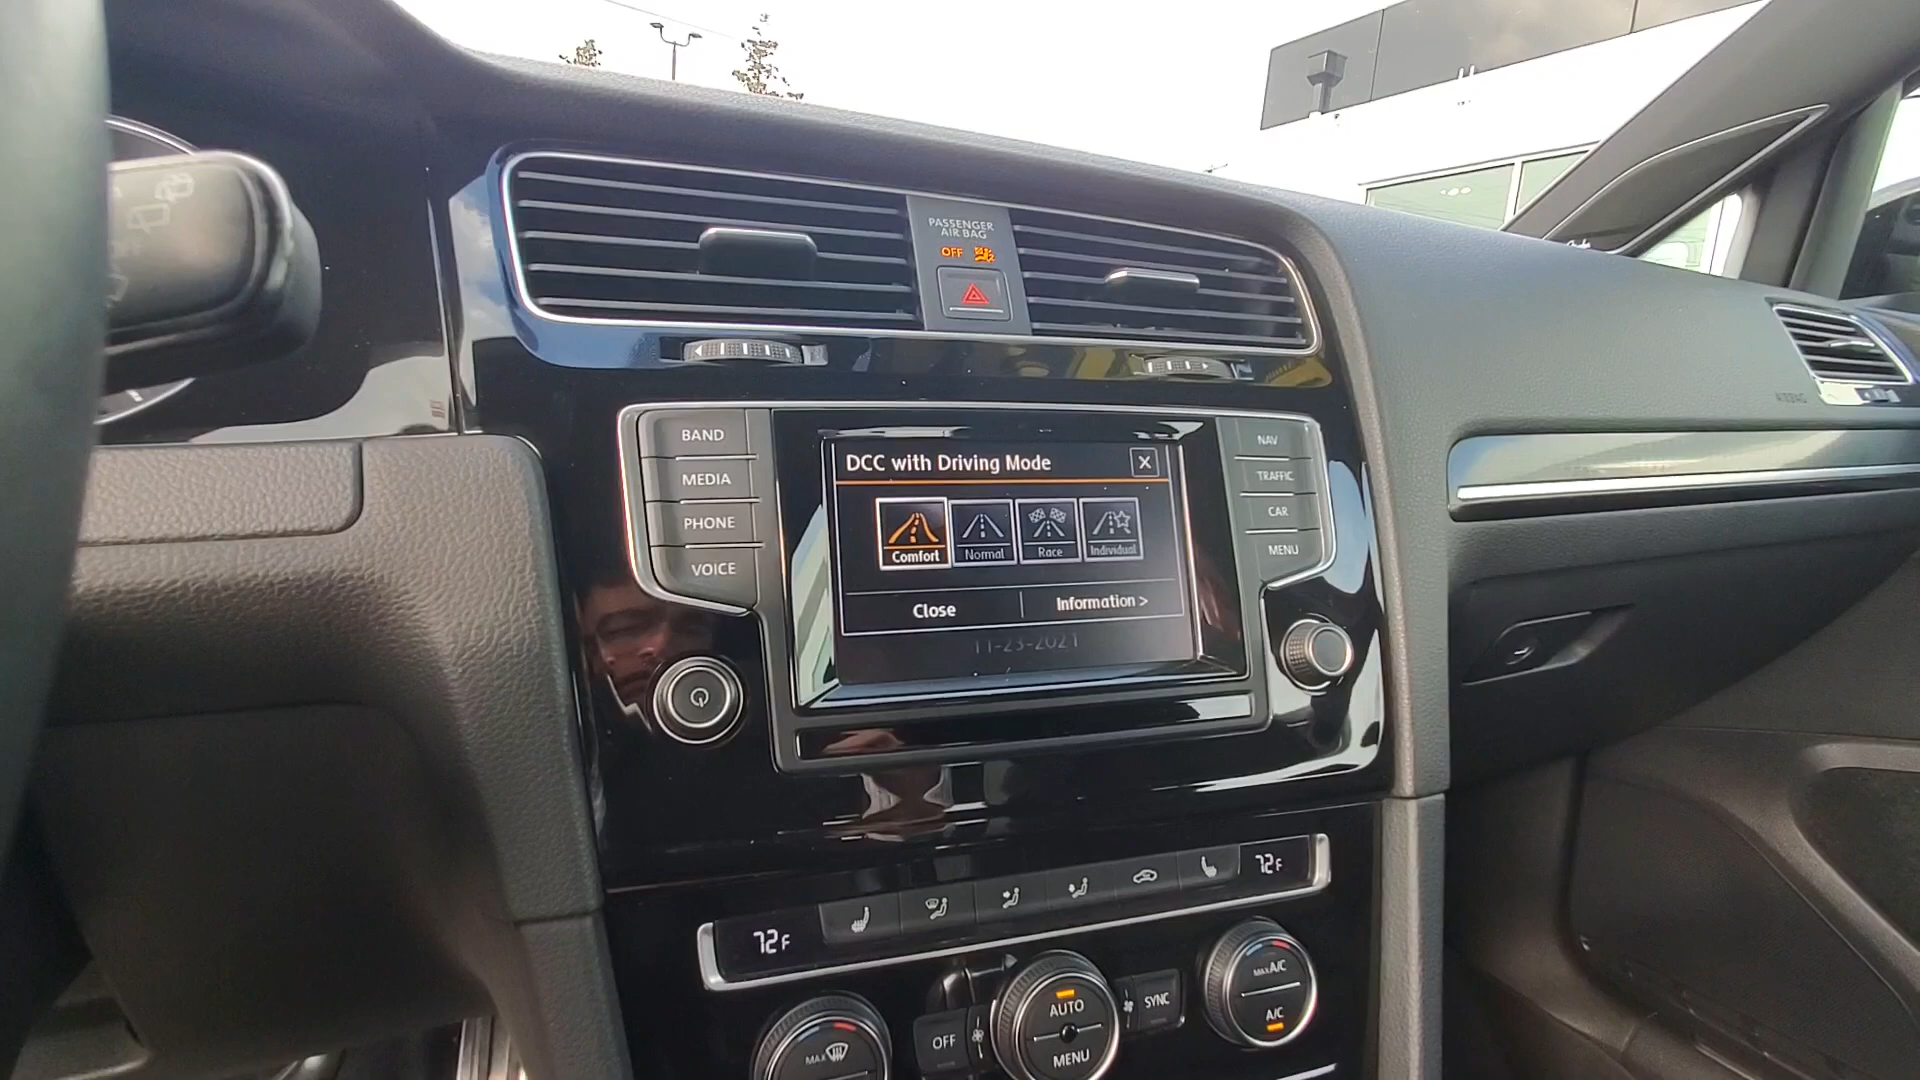 PASSENGER
AIR BAG
OFF
BAND
MEDIA
PHONE
VOICE
DCC with Driving Mode
X
Comfort
Normal
Race
Individual
Close
Information >
11-23-2021
NAV
TRAFFIC
CAR
MENU
AIRBAG
72F
72F
MAX
OFF
AUTO
MENU
SYNC
MAX A/C
A/C